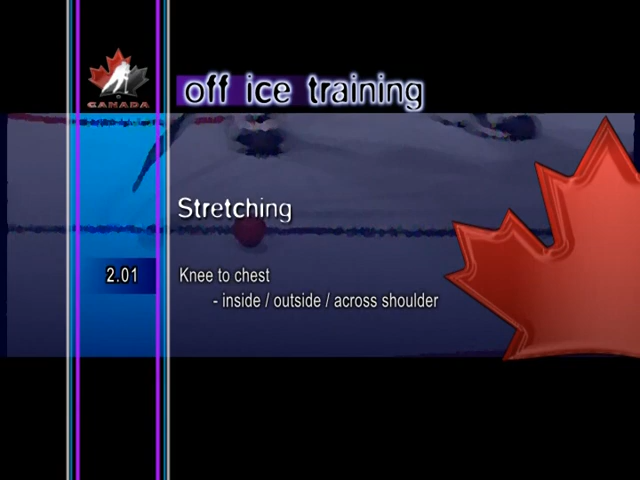 CANADA
off ice training
Stretching
2.01
Knee to chest
- inside / outside / across shoulder